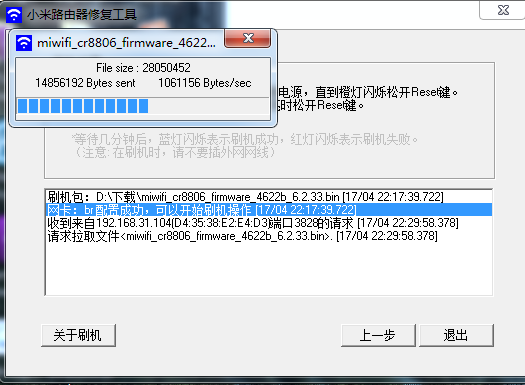 小米路由器修复工具
miwifi_cr8806_firmware_4622...
File size : 28050452
14856192 Bytes sent 1061156 Bytes/sec
电源，直到橙灯闪烁松开Reset键。
时松开Reset键。
等待几分钟后，蓝灯闪烁表示刷机成功，红灯闪烁表示刷机失败。
（注意:在刷机时，请不要插外网网线）
刷机包：D:\下载\miwifi_cr8806_firmware_4622b_6.2.33.bin [17/04 22:17:39.722]
网卡：br配置成功，可以开始刷机操作 [17/04 22:17:39.722]
收到来自192.168.31.104(D4:35:38:E2:E4:D3)端口3828的请求 [17/04 22:29:58.378]
请求拉取文件<miwifi_cr8806_firmware_4622b_6.2.33.bin>. [17/04 22:29:58.378]
关于刷机 上一步 退出